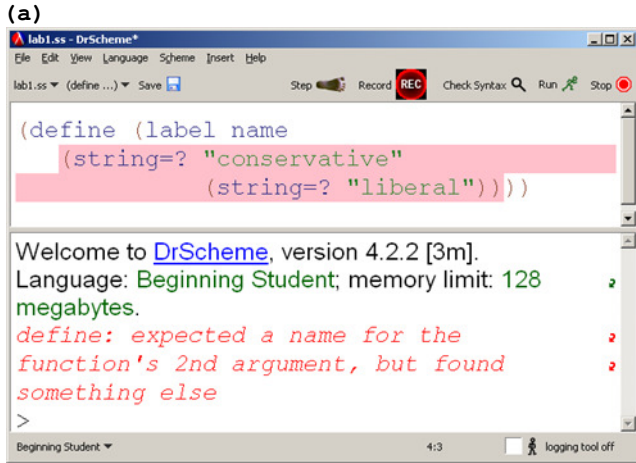 (a)
lab1.ss - DrScheme*
File Edit View Language Scheme Insert Help
lab1.ss (define ...) Save Step Record REC Check Syntax Run Stop
(define (label name
(string=? "conservative"
(string=? "liberal"))))
Welcome to DrScheme, version 4.2.2 [3m].
Language: Beginning Student; memory limit: 128
megabytes.
define: expected a name for the
function's 2nd argument, but found
something else
>
Beginning Student 4:3 logging tool off